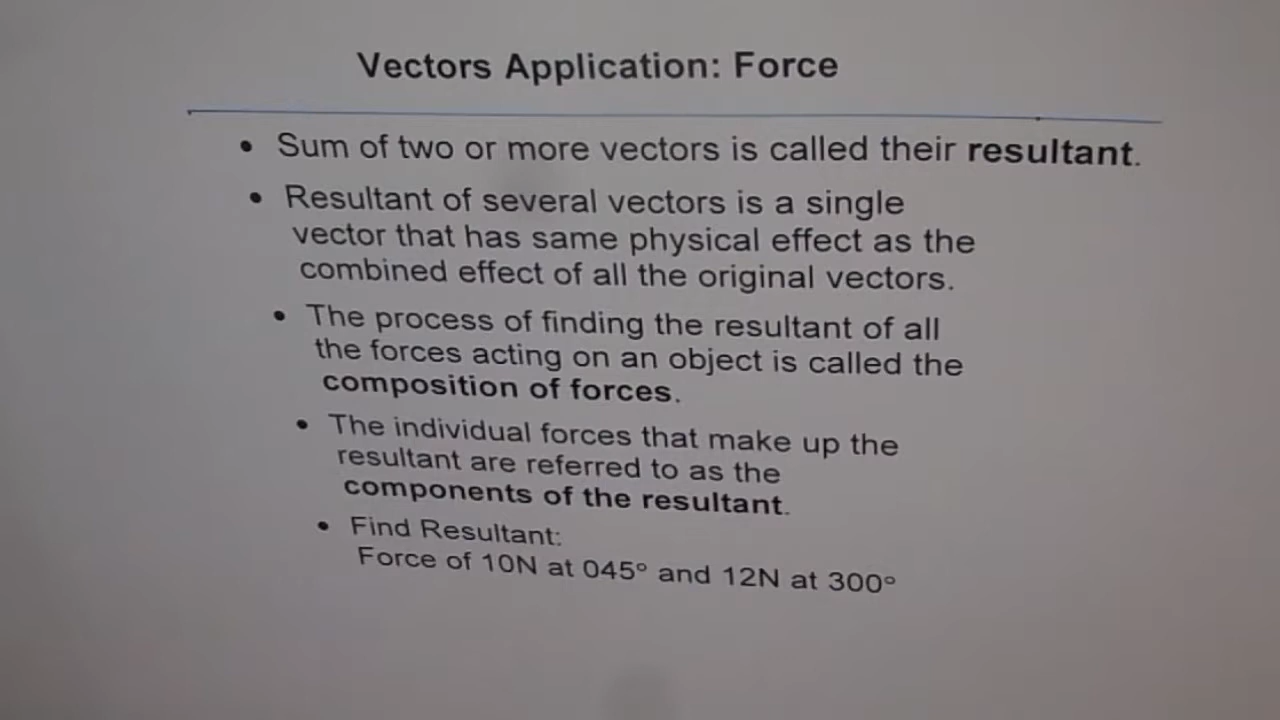 Vectors Application: Force
• Sum of two or more vectors is called their resultant.
• Resultant of several vectors is a single
vector that has same physical effect as the
combined effect of all the original vectors.
• The process of finding the resultant of all
the forces acting on an object is called the
composition of forces.
• The individual forces that make up the
resultant are referred to as the
components of the resultant.
• Find Resultant:
Force of 10N at 045° and 12N at 300°